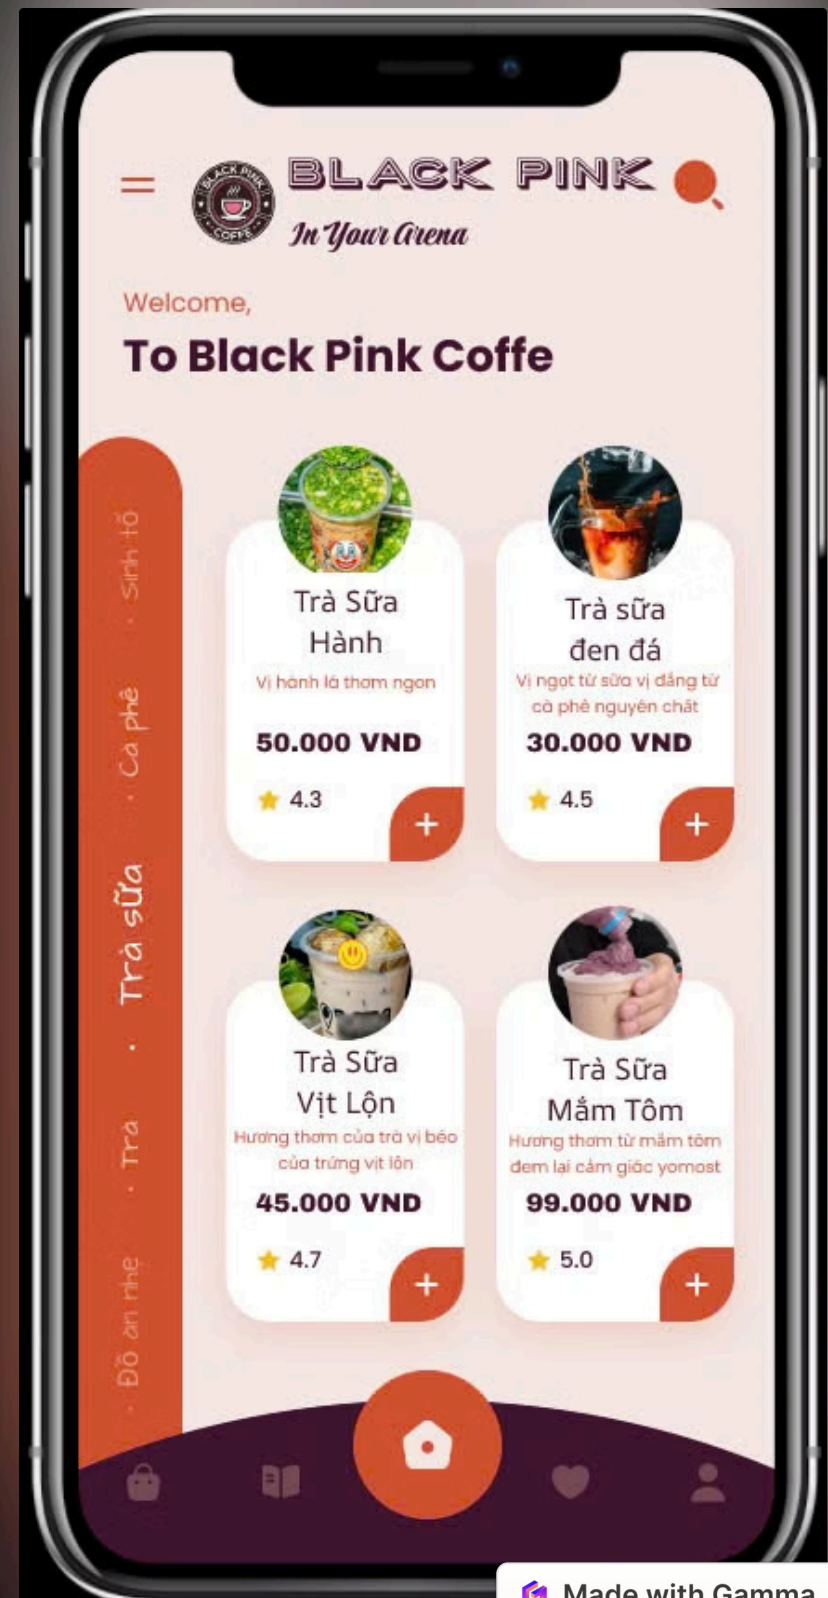 BLACK PINK
COFFE
BLACK PINK
In Your Arena
Welcome,
To Black Pink Coffe
Sinh tố
Cà phê
Trà sữa
Trà
Đồ ăn nhẹ
Trà Sữa
Hành
Vị hành lá thơm ngon
50.000 VND
4.3
+
Trà sữa
đen đá
Vị ngọt từ sữa vị đắng từ
cà phê nguyên chất
30.000 VND
4.5
+
Trà Sữa
Vịt Lộn
Hương thơm của trà vị béo
của trứng vịt lộn
45.000 VND
4.7
+
Trà Sữa
Mắm Tôm
Hương thơm từ mắm tôm
đem lại cảm giác yomost
99.000 VND
5.0
+
Made with Gamma